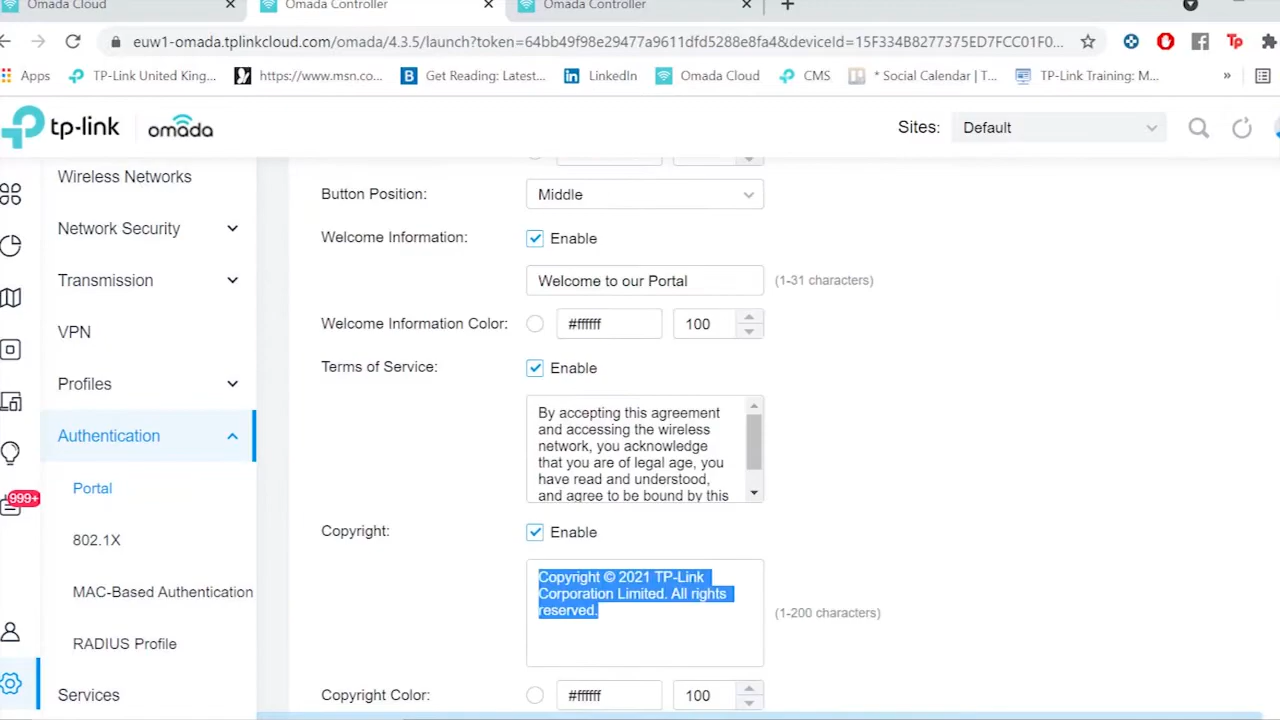 Omada Cloud
Omada Controller
Omada Controller
euw1-omada.tplinkcloud.com/omada/4.3.5/launch?token=64bb49f98e29477a9611dfd5288e8fa4&deviceId=15F334B8277375ED7FCC01F0...
Apps
TP-Link United King...
https://www.msn.co...
Get Reading: Latest...
LinkedIn
Omada Cloud
CMS
* Social Calendar | T...
TP-Link Training: M...
»
tp-link
omada
Sites:
Default
Wireless Networks
Network Security
Transmission
VPN
Profiles
Authentication
Portal
802.1X
MAC-Based Authentication
RADIUS Profile
Services
999+
Button Position:
Middle
Welcome Information:
Enable
Welcome to our Portal
(1-31 characters)
Welcome Information Color:
#ffffff
100
Terms of Service:
Enable
By accepting this agreement
and accessing the wireless
network, you acknowledge
that you are of legal age, you
have read and understood,
and agree to be bound by this
Copyright:
Enable
Copyright © 2021 TP-Link
Corporation Limited. All rights
reserved.
(1-200 characters)
Copyright Color:
#ffffff
100